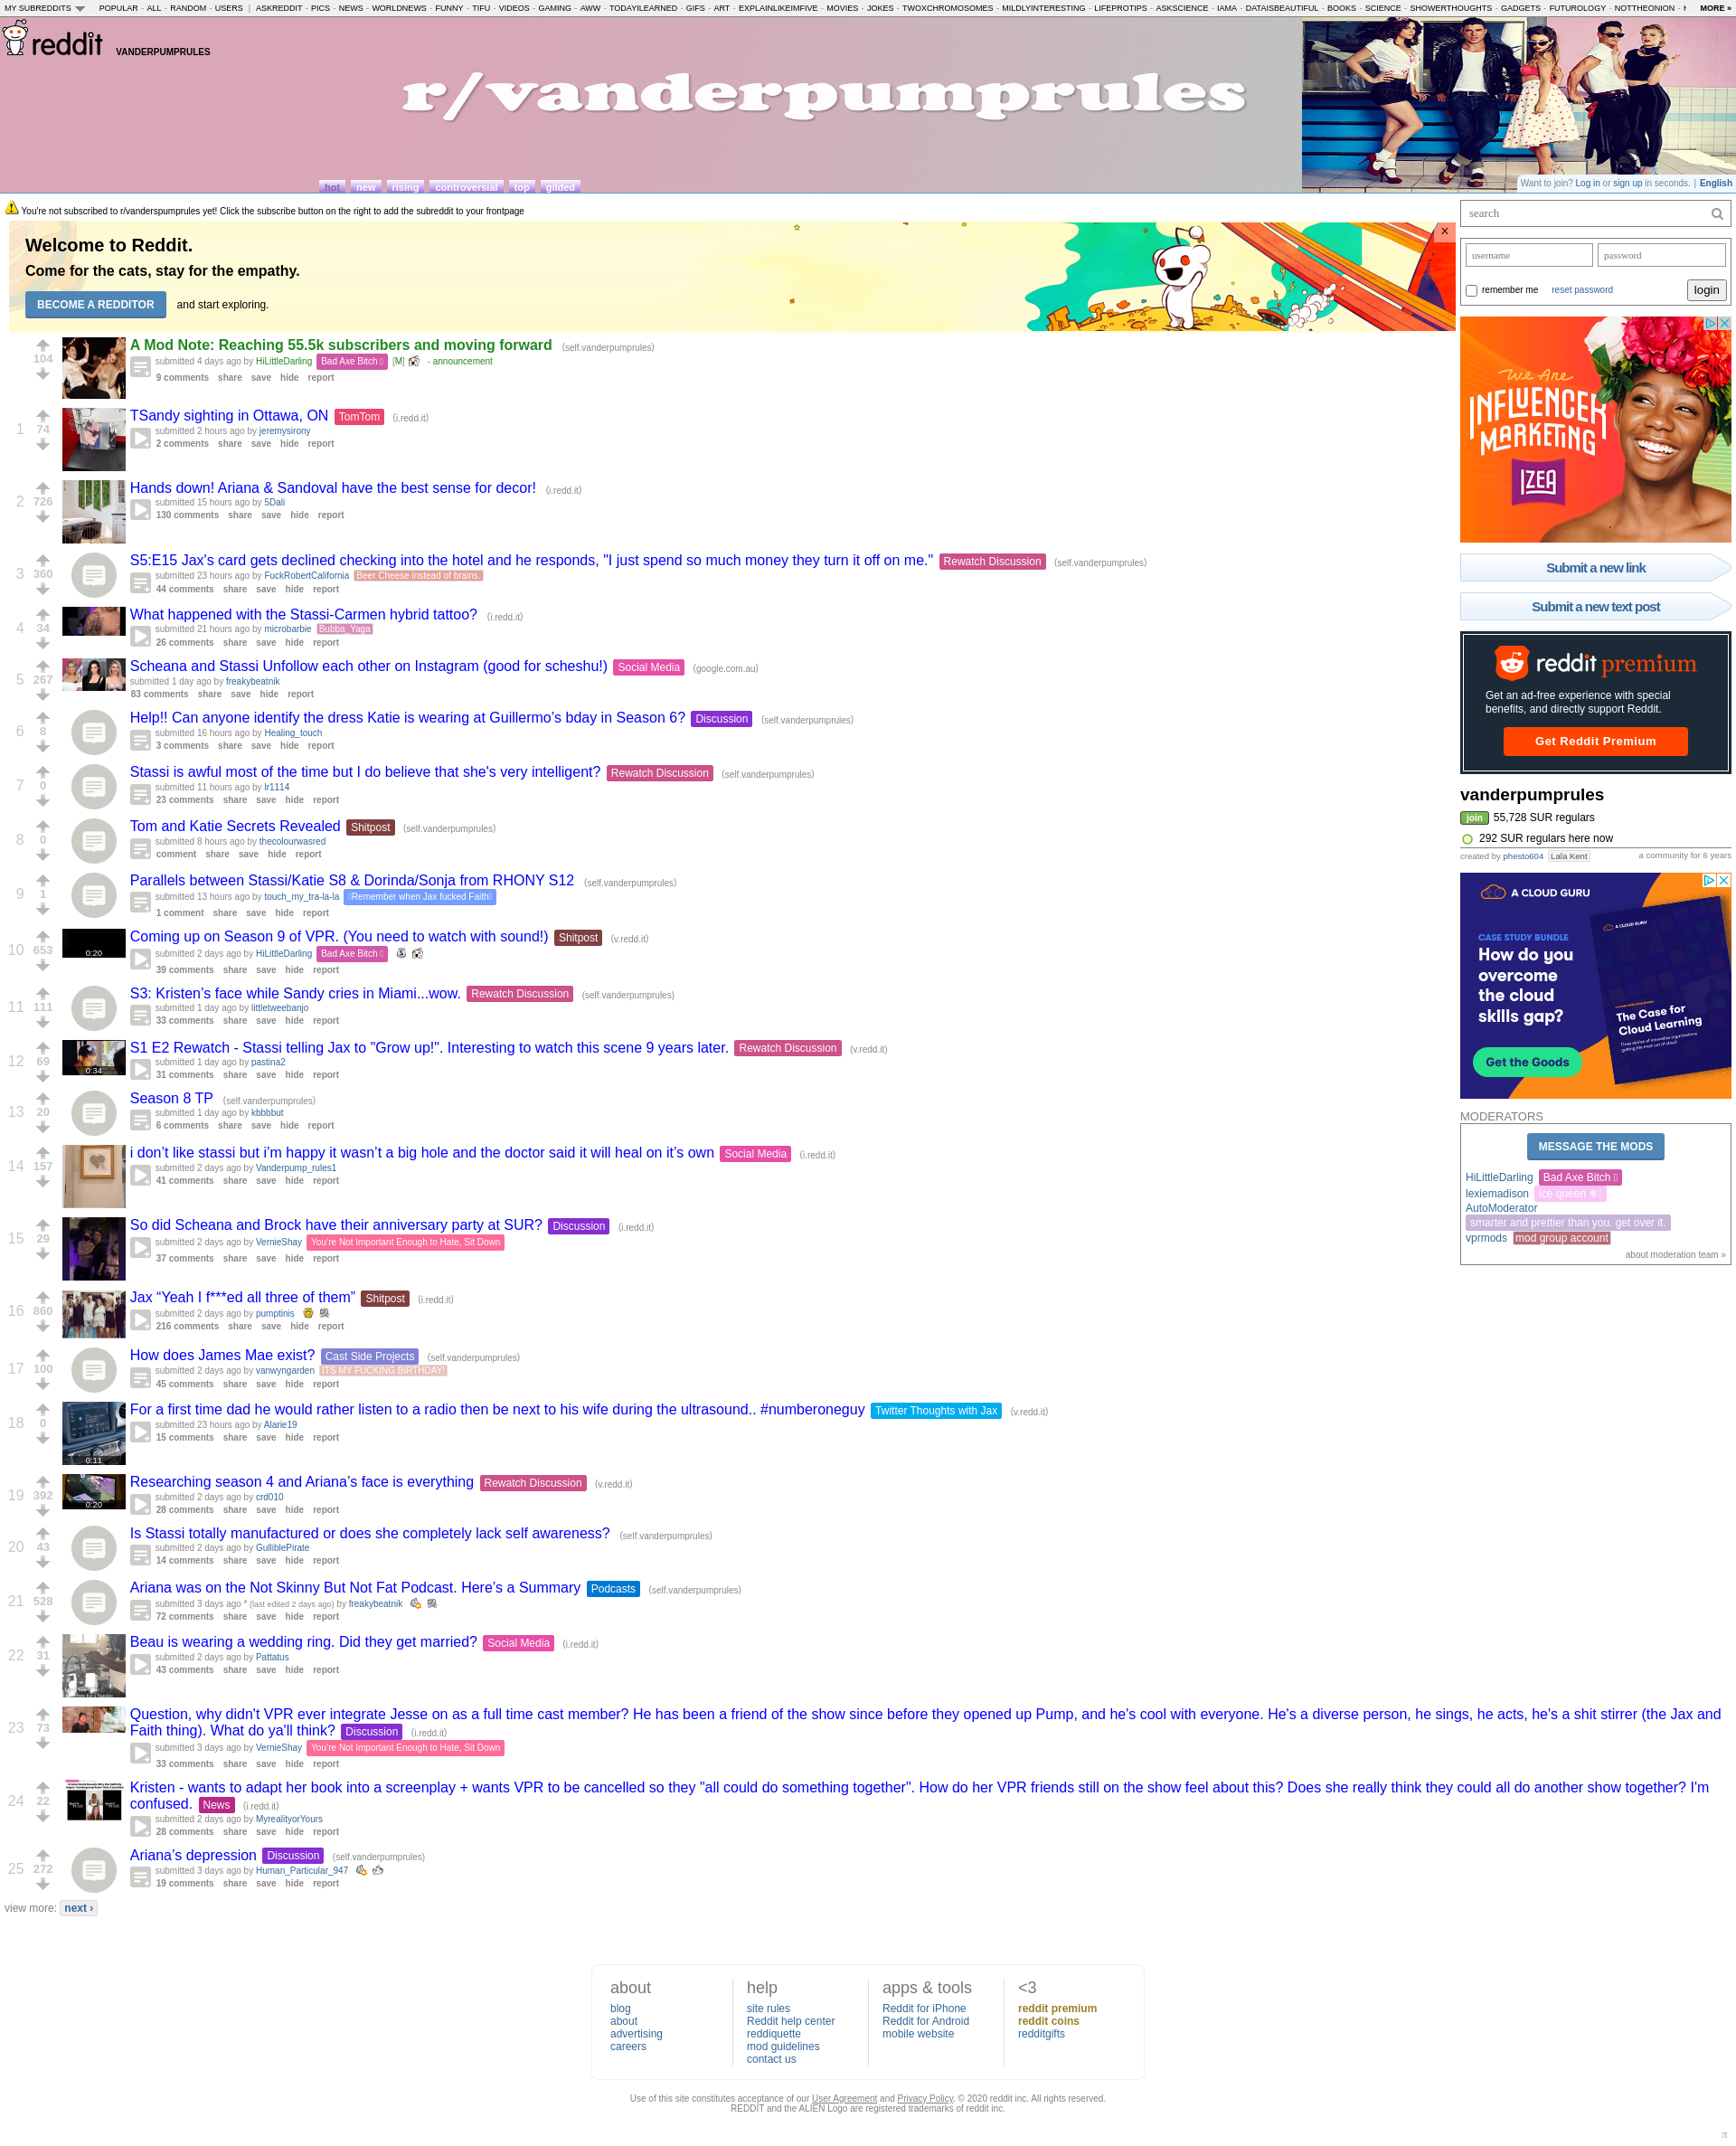 MY SUBREDDITS POPULAR - ALL - RANDOM - USERS | ASKREDDIT - PICS - NEWS - WORLDNEWS - FUNNY - TIFU - VIDEOS - GAMING - AWW - TODAYILEARNED - GIFS - ART - EXPLAINLIKEIMFIVE - MOVIES - JOKES - TWOXCHROMOSOMES - MILDLYINTERESTING - LIFEPROTIPS - ASKSCIENCE - IAMA - DATAISBEAUTIFUL - BOOKS - SCIENCE - SHOWERTHOUGHTS - GADGETS - FUTUROLOGY - NOTTHEONION - MORE »
reddit VANDERPUMPRULES
r/vanderpumprules
hot new rising controversial top gilded
Want to join? Log in or sign up in seconds. | English
You're not subscribed to r/vanderspumprules yet! Click the subscribe button on the right to add the subreddit to your frontpage
Welcome to Reddit.
Come for the cats, stay for the empathy.
BECOME A REDDITOR and start exploring.
104
A Mod Note: Reaching 55.5k subscribers and moving forward (self.vanderpumprules)
submitted 4 days ago by HiLittleDarling Bad Axe Bitch [M] - announcement
9 comments share save hide report
1 74
TSandy sighting in Ottawa, ON TomTom (i.redd.it)
submitted 2 hours ago by jeremysirony
2 comments share save hide report
2 726
Hands down! Ariana & Sandoval have the best sense for decor! (i.redd.it)
submitted 15 hours ago by 5Dali
130 comments share save hide report
3 360
S5:E15 Jax's card gets declined checking into the hotel and he responds, "I just spend so much money they turn it off on me." Rewatch Discussion (self.vanderpumprules)
submitted 23 hours ago by FuckRobertCalifornia Beer Cheese instead of brains.
44 comments share save hide report
4 34
What happened with the Stassi-Carmen hybrid tattoo? (i.redd.it)
submitted 21 hours ago by microbarbie Bubba_Yaga
26 comments share save hide report
5 267
Scheana and Stassi Unfollow each other on Instagram (good for scheshu!) Social Media (google.com.au)
submitted 1 day ago by freakybeatnik
83 comments share save hide report
6 8
Help!! Can anyone identify the dress Katie is wearing at Guillermo’s bday in Season 6? Discussion (self.vanderpumprules)
submitted 16 hours ago by Healing_touch
3 comments share save hide report
7 0
Stassi is awful most of the time but I do believe that she's very intelligent? Rewatch Discussion (self.vanderpumprules)
submitted 11 hours ago by lr1114
23 comments share save hide report
8 0
Tom and Katie Secrets Revealed Shitpost (self.vanderpumprules)
submitted 8 hours ago by thecolourwasred
comment share save hide report
9 1
Parallels between Stassi/Katie S8 & Dorinda/Sonja from RHONY S12 (self.vanderpumprules)
submitted 13 hours ago by touch_my_tra-la-la Remember when Jax fucked Faith
1 comment share save hide report
10 653
0:20
Coming up on Season 9 of VPR. (You need to watch with sound!) Shitpost (v.redd.it)
submitted 2 days ago by HiLittleDarling Bad Axe Bitch
39 comments share save hide report
11 111
S3: Kristen’s face while Sandy cries in Miami...wow. Rewatch Discussion (self.vanderpumprules)
submitted 1 day ago by littletweebanjo
33 comments share save hide report
12 69
0:34
S1 E2 Rewatch - Stassi telling Jax to "Grow up!". Interesting to watch this scene 9 years later. Rewatch Discussion (v.redd.it)
submitted 1 day ago by pastina2
31 comments share save hide report
13 20
Season 8 TP (self.vanderpumprules)
submitted 1 day ago by kbbbbut
6 comments share save hide report
14 157
i don’t like stassi but i’m happy it wasn’t a big hole and the doctor said it will heal on it’s own Social Media (i.redd.it)
submitted 2 days ago by Vanderpump_rules1
41 comments share save hide report
15 29
So did Scheana and Brock have their anniversary party at SUR? Discussion (i.redd.it)
submitted 2 days ago by VernieShay You're Not Important Enough to Hate, Sit Down
37 comments share save hide report
16 860
Jax “Yeah I f***ed all three of them” Shitpost (i.redd.it)
submitted 2 days ago by pumptinis
216 comments share save hide report
17 100
How does James Mae exist? Cast Side Projects (self.vanderpumprules)
submitted 2 days ago by vanwyngarden ITS MY FUCKING BIRTHDAY!
45 comments share save hide report
18 0
0:11
For a first time dad he would rather listen to a radio then be next to his wife during the ultrasound.. #numberoneguy Twitter Thoughts with Jax (v.redd.it)
submitted 23 hours ago by Alarie19
15 comments share save hide report
19 392
0:20
Researching season 4 and Ariana’s face is everything Rewatch Discussion (v.redd.it)
submitted 2 days ago by crd010
28 comments share save hide report
20 43
Is Stassi totally manufactured or does she completely lack self awareness? (self.vanderpumprules)
submitted 2 days ago by GulliblePirate
14 comments share save hide report
21 528
Ariana was on the Not Skinny But Not Fat Podcast. Here’s a Summary Podcasts (self.vanderpumprules)
submitted 3 days ago * (last edited 2 days ago) by freakybeatnik
72 comments share save hide report
22 31
Beau is wearing a wedding ring. Did they get married? Social Media (i.redd.it)
submitted 2 days ago by Pattatus
43 comments share save hide report
23 73
Question, why didn't VPR ever integrate Jesse on as a full time cast member? He has been a friend of the show since before they opened up Pump, and he's cool with everyone. He's a diverse person, he sings, he acts, he's a shit stirrer (the Jax and
Faith thing). What do ya'll think? Discussion (i.redd.it)
submitted 3 days ago by VernieShay You're Not Important Enough to Hate, Sit Down
33 comments share save hide report
24 22
Kristen - wants to adapt her book into a screenplay + wants VPR to be cancelled so they "all could do something together". How do her VPR friends still on the show feel about this? Does she really think they could all do another show together? I'm
confused. News (i.redd.it)
submitted 2 days ago by MyrealityorYours
28 comments share save hide report
25 272
Ariana’s depression Discussion (self.vanderpumprules)
submitted 3 days ago by Human_Particular_947
19 comments share save hide report
view more: next ›
search
username password
remember me reset password login
We Are
INFLUENCER
MARKETING
IZEA
Submit a new link
Submit a new text post
reddit premium
Get an ad-free experience with special
benefits, and directly support Reddit.
Get Reddit Premium
vanderpumprules
join 55,728 SUR regulars
292 SUR regulars here now
created by phesto604 Lala Kent a community for 6 years
A CLOUD GURU
CASE STUDY BUNDLE
How do you
overcome
the cloud
skills gap?
Get the Goods
A CLOUD GURU
The Case for
Cloud Learning
MODERATORS
MESSAGE THE MODS
HiLittleDarling Bad Axe Bitch
lexiemadison ice queen ❄
AutoModerator
smarter and prettier than you. get over it.
vprmods mod group account
about moderation team »
about
blog
about
advertising
careers
help
site rules
Reddit help center
reddiquette
mod guidelines
contact us
apps & tools
Reddit for iPhone
Reddit for Android
mobile website
<3
reddit premium
reddit coins
redditgifts
Use of this site constitutes acceptance of our User Agreement and Privacy Policy. © 2020 reddit inc. All rights reserved.
REDDIT and the ALIEN Logo are registered trademarks of reddit inc.
π